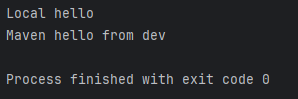 Local hello
Maven hello from dev
Process finished with exit code 0